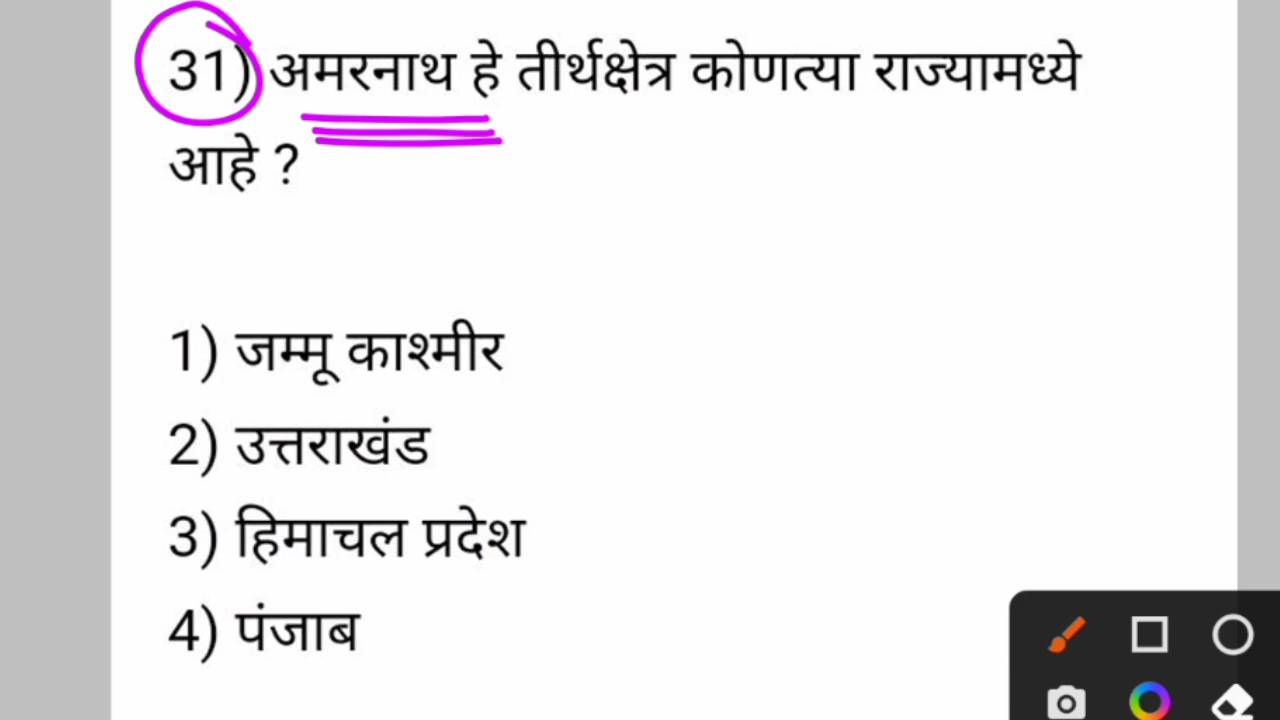 31) अमरनाथ हे तीर्थक्षेत्र कोणत्या राज्यामध्ये
आहे ?
1) जम्मू काश्मीर
2) उत्तराखंड
3) हिमाचल प्रदेश
4) पंजाब